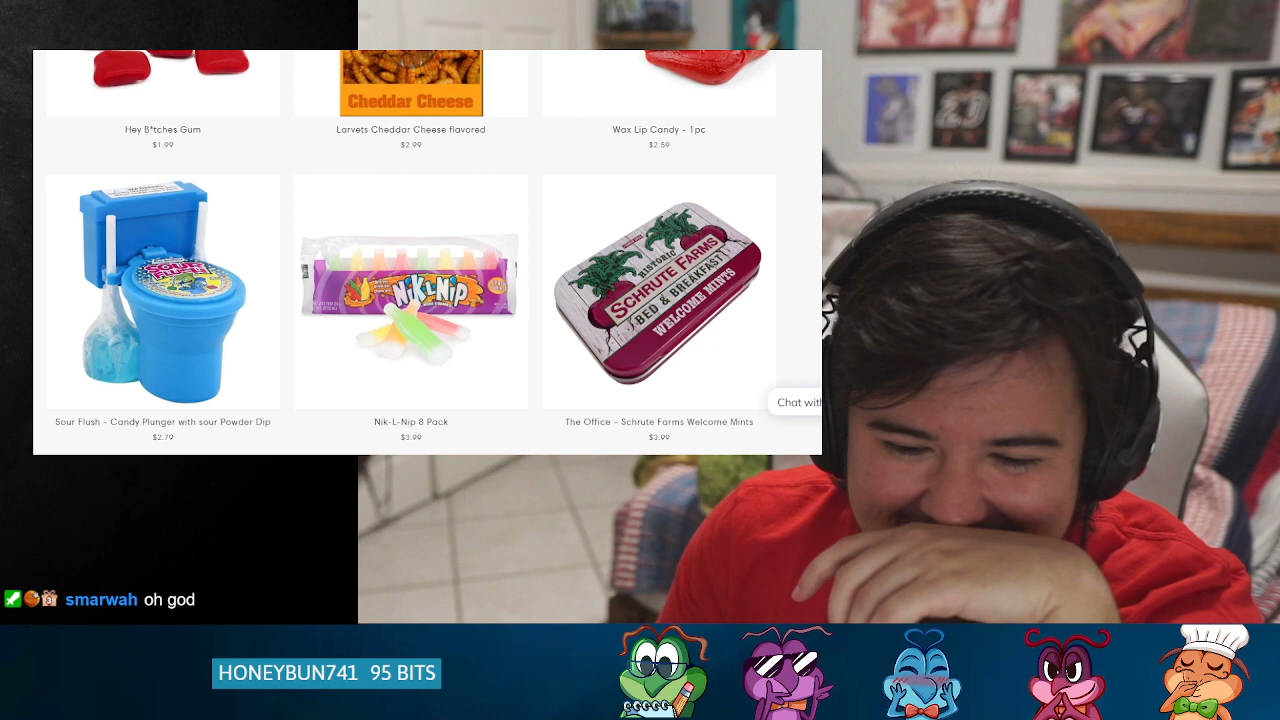 Cheddar Cheese
Hey B*tches Gum
$1.99
Larvets Cheddar Cheese flavored
$2.99
Wax Lip Candy - 1pc
$2.59
NIK-L-NIP
HISTORIC
SCHRUTE FARMS
BED & BREAKFAST
WELCOME MINTS
Chat with
Sour Flush - Candy Plunger with sour Powder Dip
$2.79
Nik-L-Nip 8 Pack
$3.99
The Office - Schrute Farms Welcome Mints
$3.99
smarwah oh god
HONEYBUN741 95 BITS